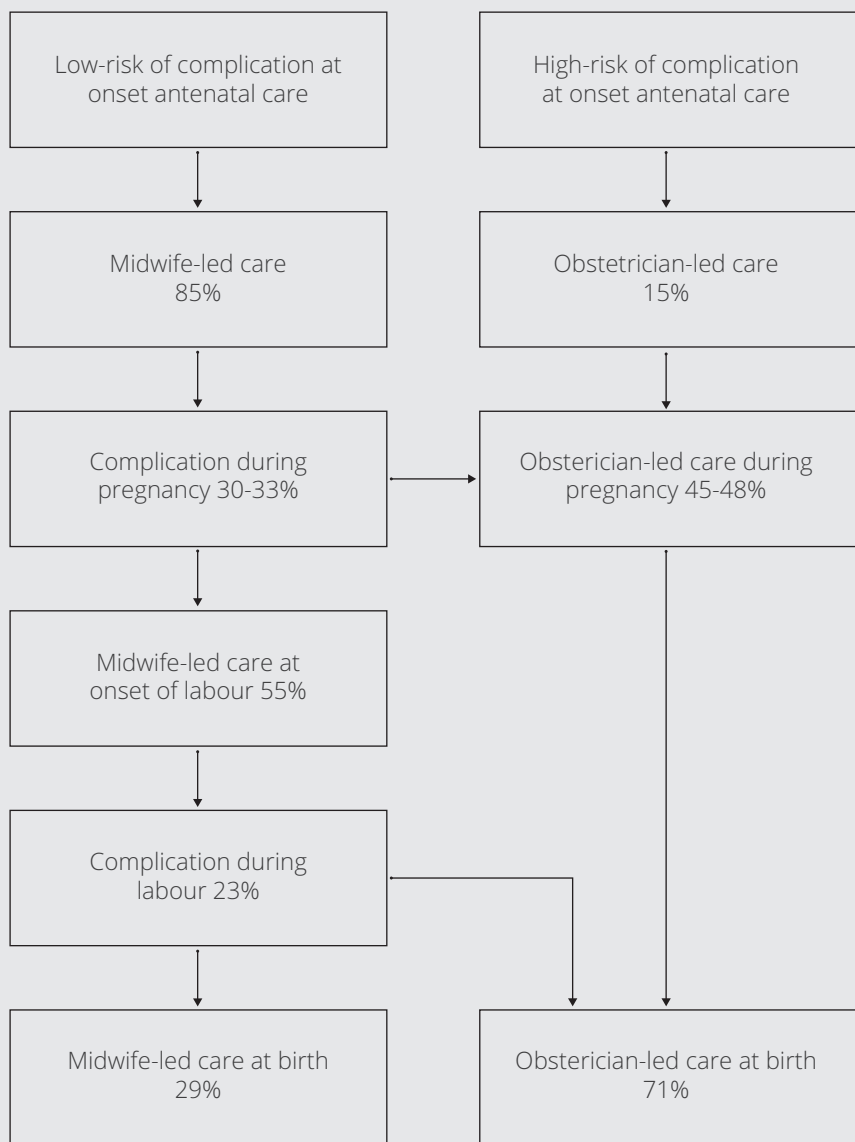 Low-risk of complication at
onset antenatal care
High-risk of complication
at onset antenatal care
Midwife-led care
85%
Obstetrician-led care
15%
Complication during
pregnancy 30-33%
Obsterician-led care during
pregnancy 45-48%
Midwife-led care at
onset of labour 55%
Complication during
labour 23%
Midwife-led care at birth
29%
Obsterician-led care at birth
71%